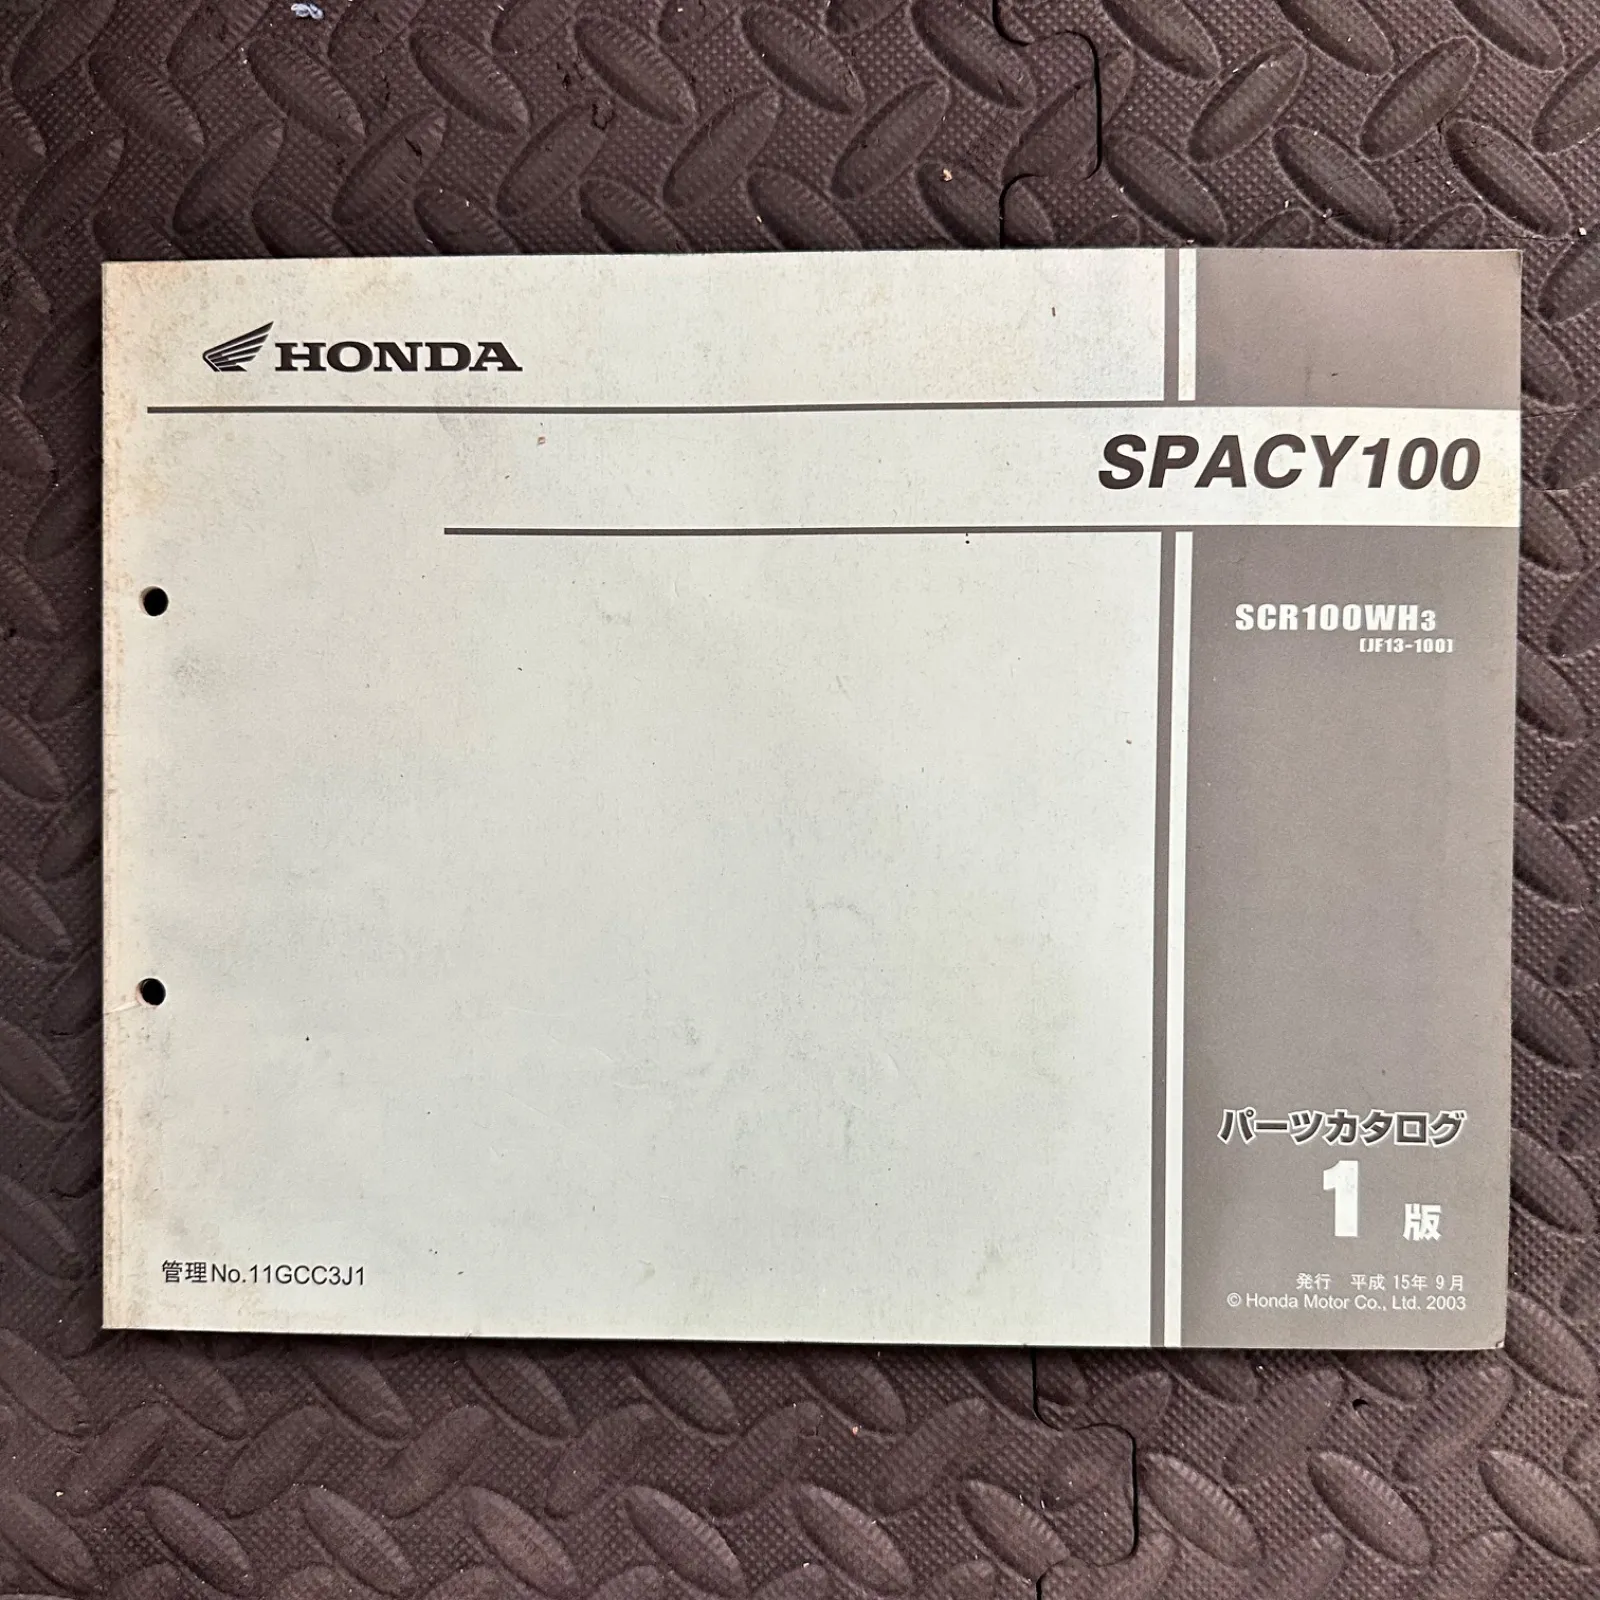 HONDA
SPACY100
SCR100WH3
[JF13-100]
パーツカタログ
1 版
管理No.11GCC3J1
発行 平成 15年 9月
© Honda Motor Co., Ltd. 2003